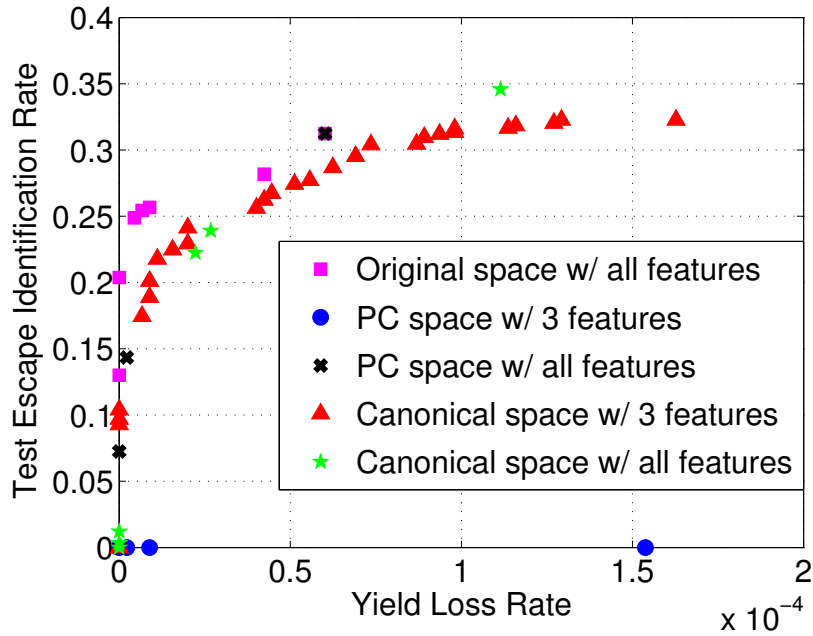 0.4
0.35
0.3
0.25
0.2
0.15
0.1
0.05
0
Test Escape Identification Rate
Original space w/ all features
PC space w/ 3 features
PC space w/ all features
Canonical space w/ 3 features
Canonical space w/ all features
0 0.5 1 1.5 2
Yield Loss Rate
x 10⁻⁴